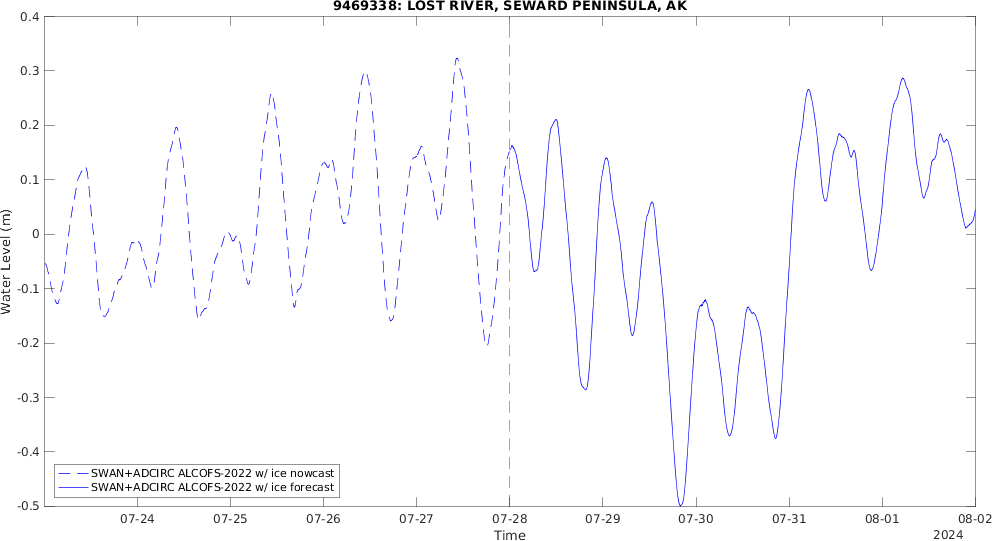 9469338: LOST RIVER, SEWARD PENINSULA, AK
0.4
0.3
0.2
0.1
0
-0.1
-0.2
-0.3
-0.4
-0.5
Water Level (m)
SWAN+ADCIRC ALCOFS-2022 w/ ice nowcast
SWAN+ADCIRC ALCOFS-2022 w/ ice forecast
07-24 07-25 07-26 07-27 07-28 07-29 07-30 07-31 08-01 08-02
Time
2024